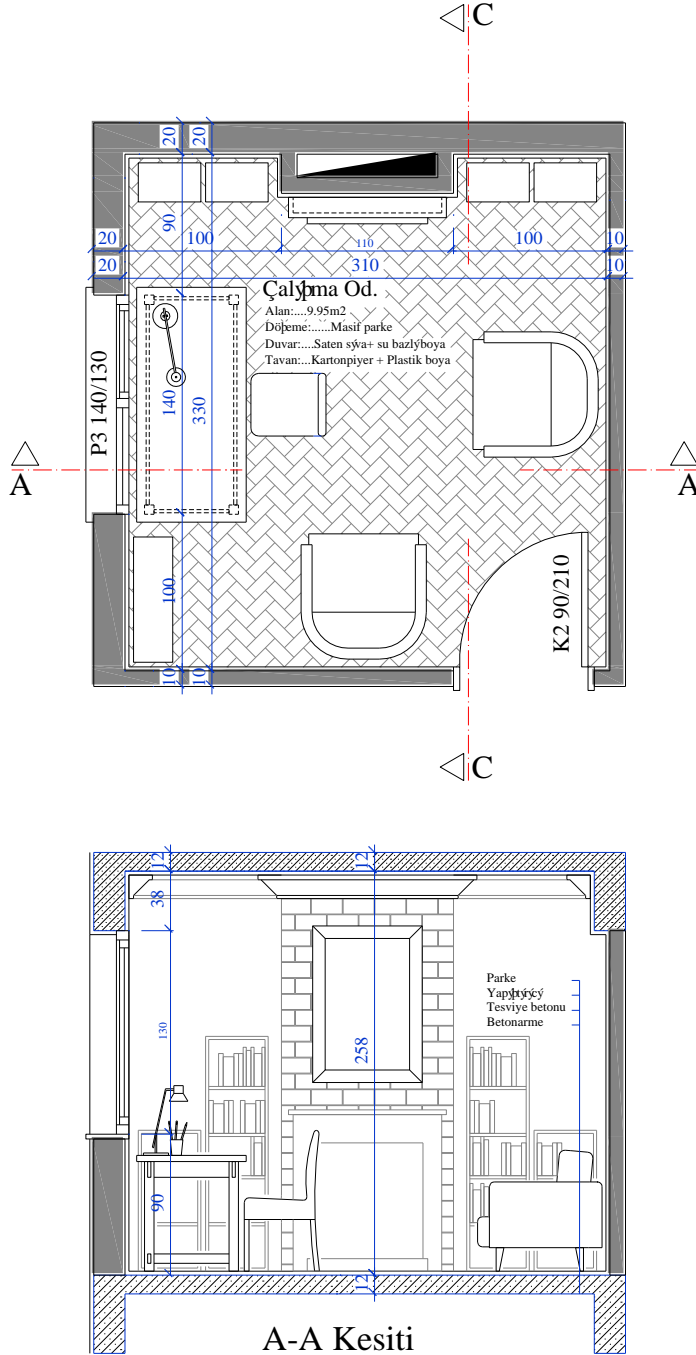 C
20 20
90
20 100 110 100 10
20 310 10
Çalýþma Od.
Alan:....9.95m2
Döþeme:......Masif parke
Duvar:....Saten sýva+ su bazlýboya
Tavan:...Kartonpiyer + Plastik boya
P3 140/130
140 330
A A
100
K2 90/210
10 10
C
12 12
38
130
258
90
12
Parke
Yapýþtýrýcý
Tesviye betonu
Betonarme
A-A Kesiti